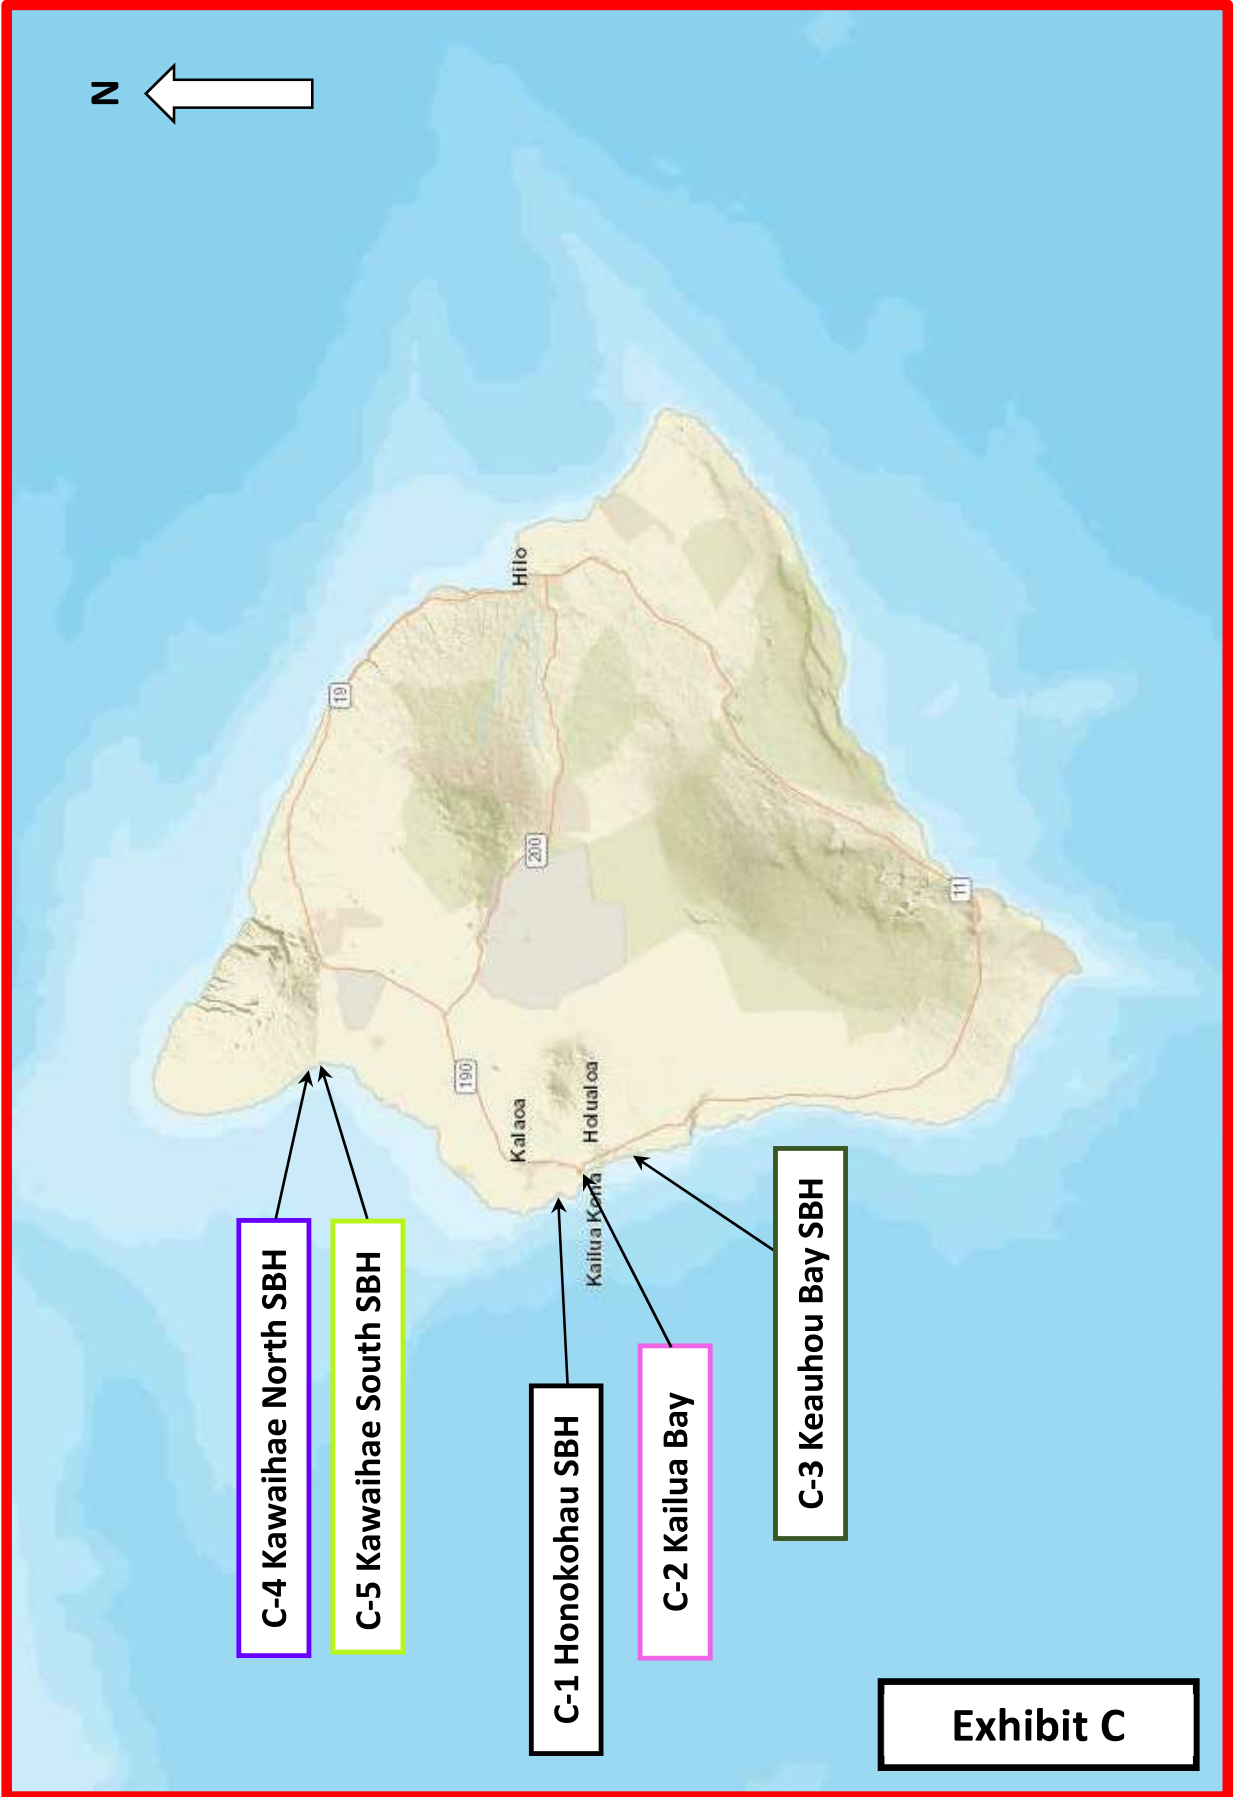 N
C-4 Kawaihae North SBH
C-5 Kawaihae South SBH
19
Hilo
200
190
Kalaoa
Holualoa
Kailua Kona
11
C-1 Honokohau SBH
C-2 Kailua Bay
C-3 Keauhou Bay SBH
Exhibit C